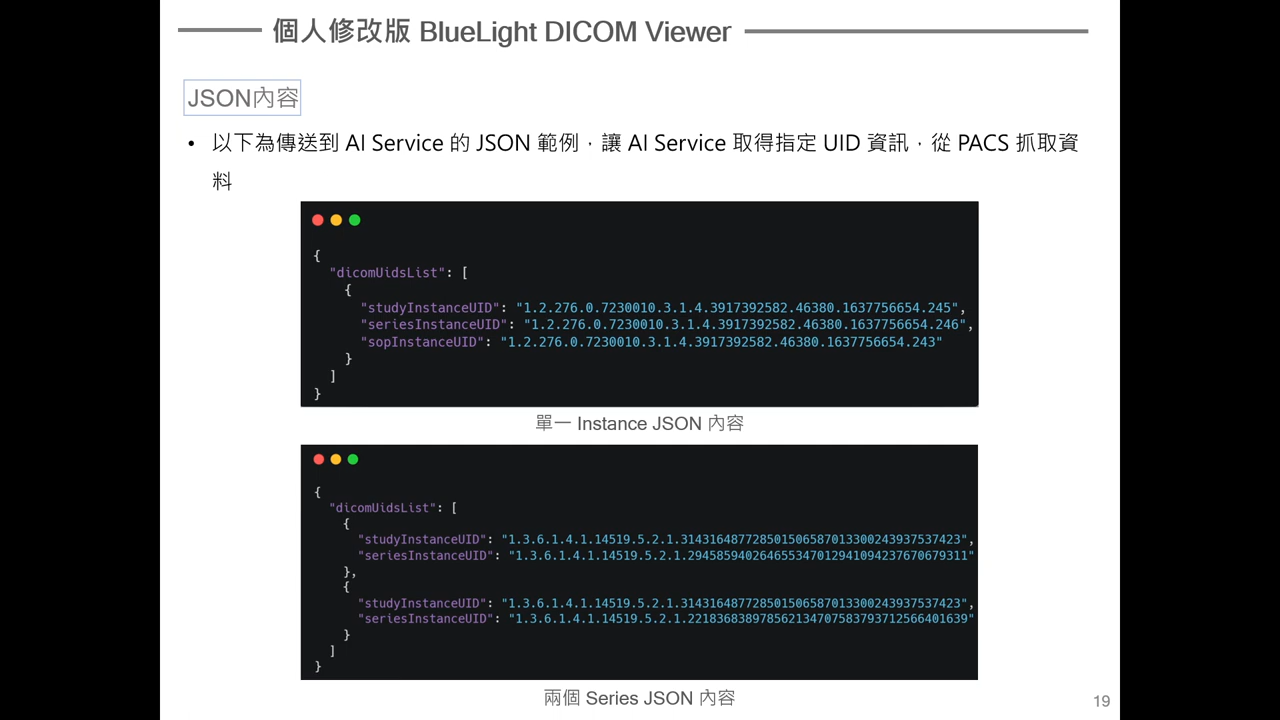 個人修改版 BlueLight DICOM Viewer
JSON內容
• 以下為傳送到 AI Service 的 JSON 範例，讓 AI Service 取得指定 UID 資訊，從 PACS 抓取資
料
{
"dicomUidsList": [
{
"studyInstanceUID": "1.2.276.0.7230010.3.1.4.3917392582.46380.1637756654.245",
"seriesInstanceUID": "1.2.276.0.7230010.3.1.4.3917392582.46380.1637756654.246",
"sopInstanceUID": "1.2.276.0.7230010.3.1.4.3917392582.46380.1637756654.243"
}
]
}
單一 Instance JSON 內容
{
"dicomUidsList": [
{
"studyInstanceUID": "1.3.6.1.4.1.14519.5.2.1.314316487728501506587013300243937537423",
"seriesInstanceUID": "1.3.6.1.4.1.14519.5.2.1.294585940264655347012941094237670679311"
},
{
"studyInstanceUID": "1.3.6.1.4.1.14519.5.2.1.314316487728501506587013300243937537423",
"seriesInstanceUID": "1.3.6.1.4.1.14519.5.2.1.221836838978562134707583793712566401639"
}
]
}
兩個 Series JSON 內容
19